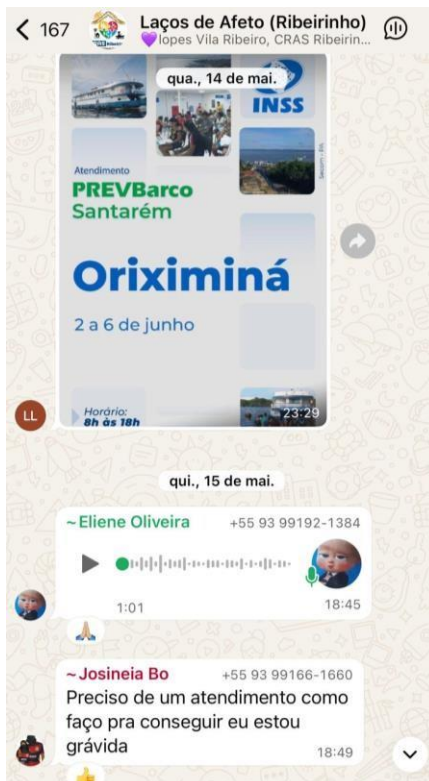 167
Laços de Afeto (Ribeirinho)
lopes Vila Ribeiro, CRAS Ribeirin...
qua., 14 de mai.
INSS
Atendimento
PREVBarco
Santarém
Oriximiná
2 a 6 de junho
Horário:
8h às 18h
23:29
LL
qui., 15 de mai.
~Eliene Oliveira +55 93 99192-1384
1:01 18:45
~Josineia Bo +55 93 99166-1660
Preciso de um atendimento como
faço pra conseguir eu estou
grávida 18:49